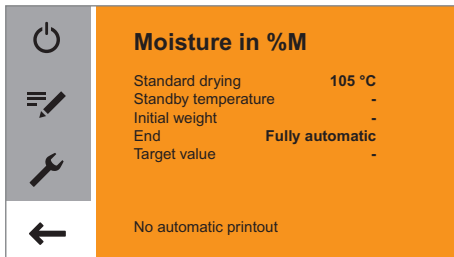 Moisture in %M
Standard drying 105 °C
Standby temperature -
Initial weight -
End Fully automatic
Target value -
No automatic printout